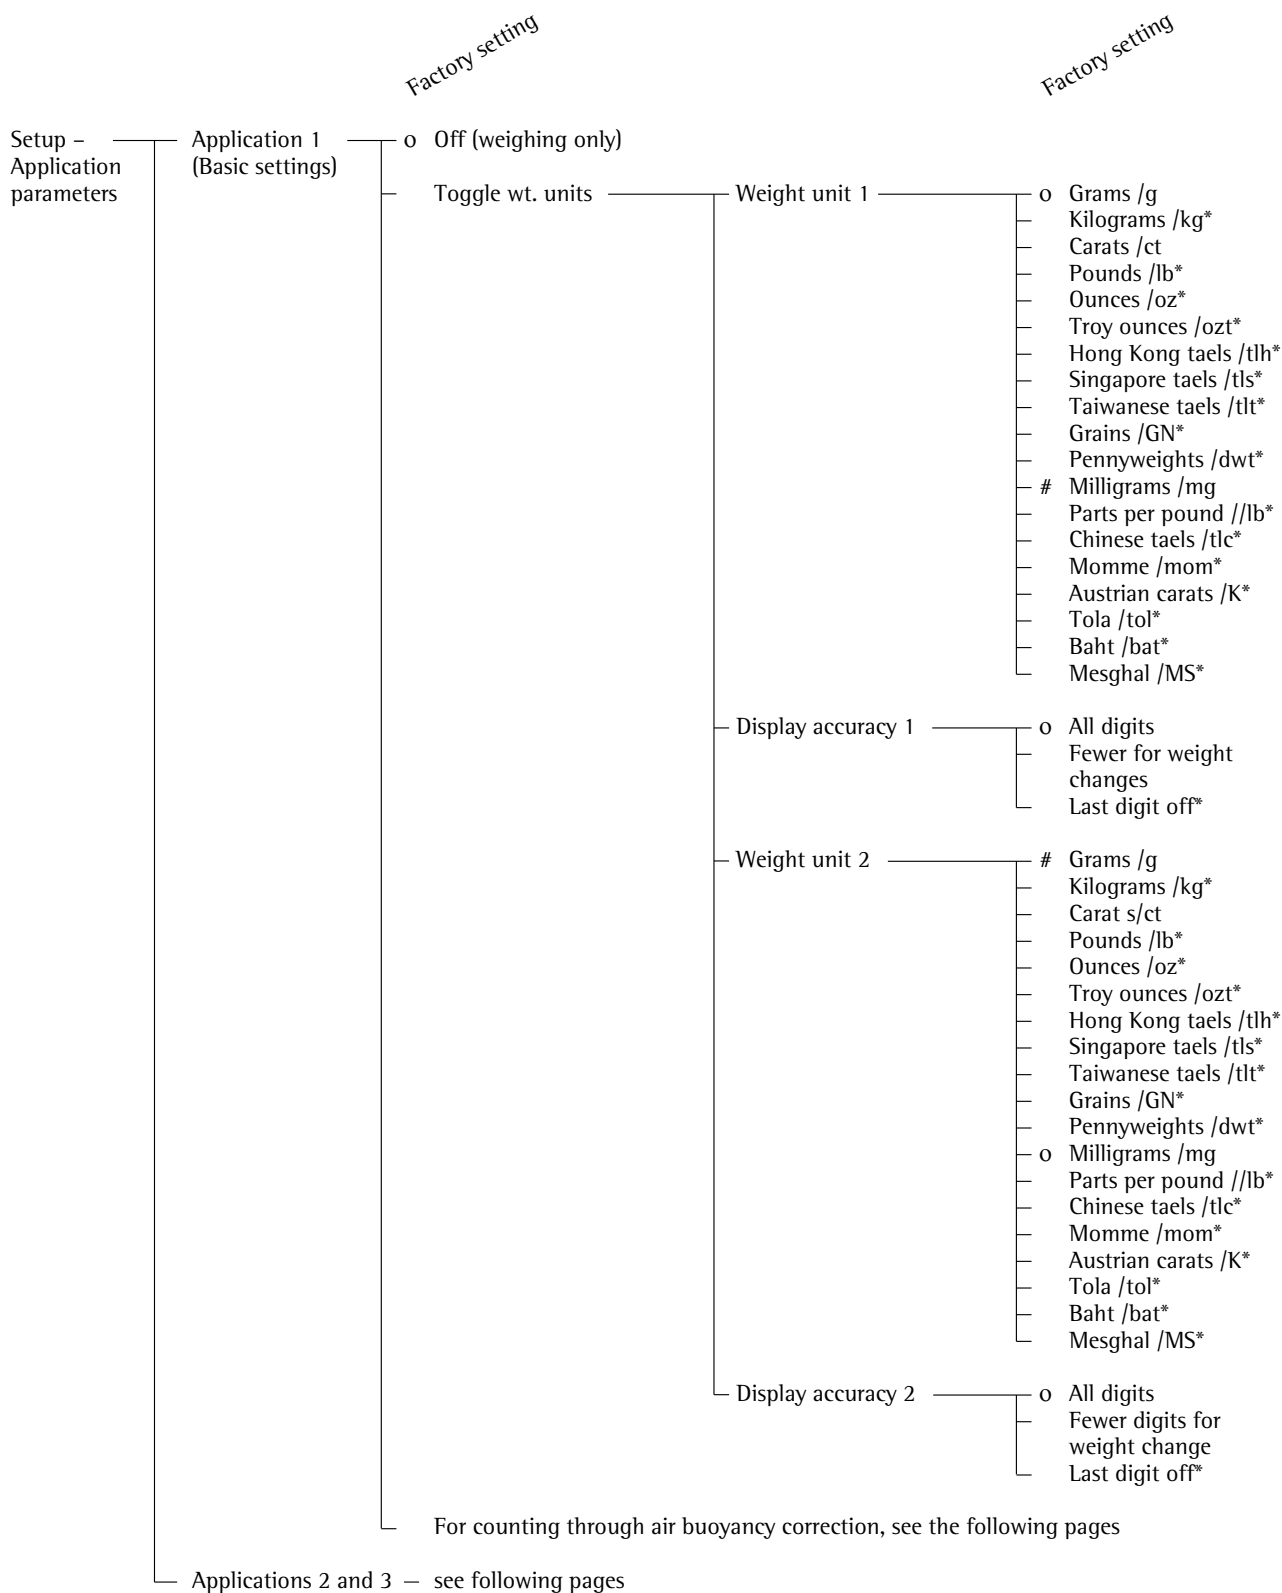 Factory setting
Factory setting
Setup – Application 1 o Off (weighing only)
Application (Basic settings)
parameters Toggle wt. units Weight unit 1 o Grams /g
Kilograms /kg*
Carats /ct
Pounds /lb*
Ounces /oz*
Troy ounces /ozt*
Hong Kong taels /tlh*
Singapore taels /tls*
Taiwanese taels /tlt*
Grains /GN*
Pennyweights /dwt*
# Milligrams /mg
Parts per pound //lb*
Chinese taels /tlc*
Momme /mom*
Austrian carats /K*
Tola /tol*
Baht /bat*
Mesghal /MS*
Display accuracy 1 o All digits
Fewer for weight
changes
Last digit off*
Weight unit 2 # Grams /g
Kilograms /kg*
Carat s/ct
Pounds /lb*
Ounces /oz*
Troy ounces /ozt*
Hong Kong taels /tlh*
Singapore taels /tls*
Taiwanese taels /tlt*
Grains /GN*
Pennyweights /dwt*
o Milligrams /mg
Parts per pound //lb*
Chinese taels /tlc*
Momme /mom*
Austrian carats /K*
Tola /tol*
Baht /bat*
Mesghal /MS*
Display accuracy 2 o All digits
Fewer digits for
weight change
Last digit off*
For counting through air buoyancy correction, see the following pages
Applications 2 and 3 – see following pages